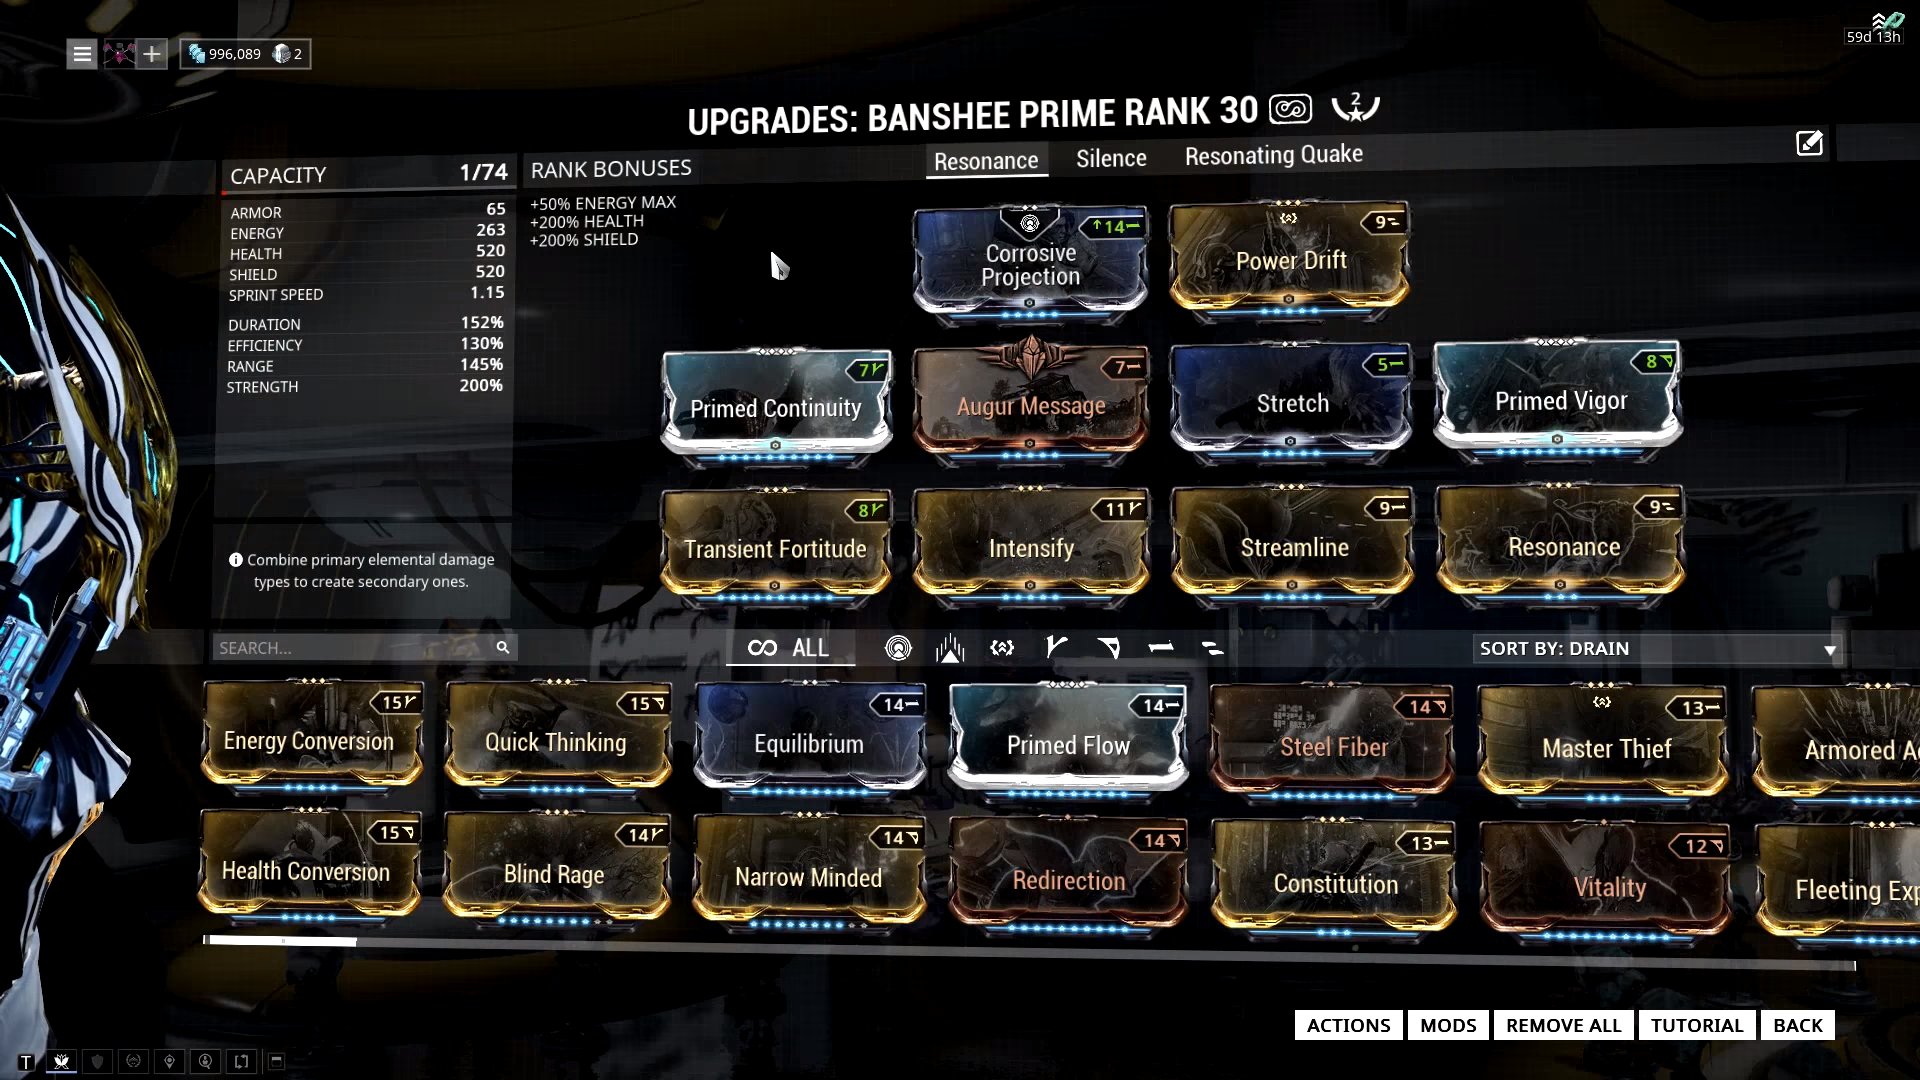 996,089 2
59d 13h
UPGRADES: BANSHEE PRIME RANK 30 2
CAPACITY 1/74
ARMOR 65
ENERGY 263
HEALTH 520
SHIELD 520
SPRINT SPEED 1.15
DURATION 152%
EFFICIENCY 130%
RANGE 145%
STRENGTH 200%
Combine primary elemental damage
types to create secondary ones.
RANK BONUSES
+50% ENERGY MAX
+200% HEALTH
+200% SHIELD
Resonance Silence Resonating Quake
14 9
Corrosive
Projection
Power Drift
7 7 5 8
Primed Continuity Augur Message Stretch Primed Vigor
8 11 9 9
Transient Fortitude Intensify Streamline Resonance
SEARCH... ALL SORT BY: DRAIN
15 15 14 14 14 13
Energy Conversion Quick Thinking Equilibrium Primed Flow Steel Fiber Master Thief Armored A
15 14 14 14 13 12
Health Conversion Blind Rage Narrow Minded Redirection Constitution Vitality Fleeting Exp
ACTIONS MODS REMOVE ALL TUTORIAL BACK
T